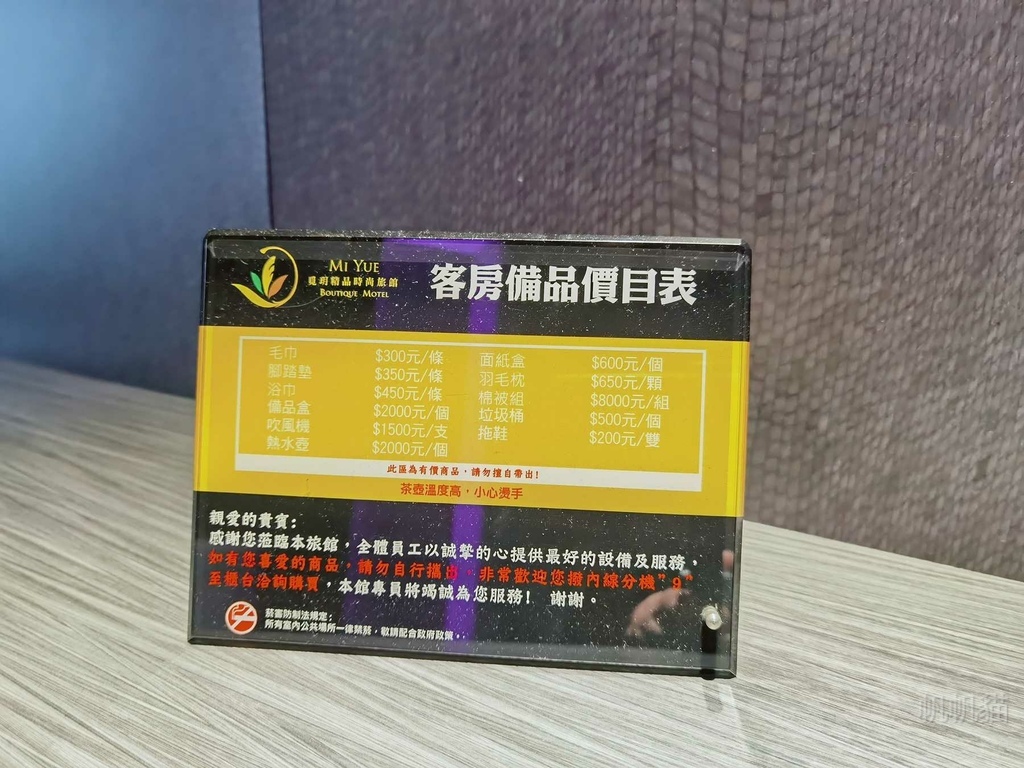 MI YUE
覓玥精品時尚旅館
BOUTIQUE MOTEL
客房備品價目表
毛巾 $300元/條
腳踏墊 $350元/條
浴巾 $450元/條
備品盒 $2000元/個
吹風機 $1500元/支
熱水壺 $2000元/個
面紙盒 $600元/個
羽毛枕 $650元/顆
棉被組 $8000元/組
垃圾桶 $500元/個
拖鞋 $200元/雙
此區為有價商品，請勿擅自帶出！
茶壺溫度高，小心燙手
親愛的貴賓：
感謝您蒞臨本旅館，全體員工以誠摯的心提供最好的設備及服務，
如有您喜愛的商品，請勿自行攜出，非常歡迎您撥內線分機"9"
至櫃台洽詢購買，本館專員將竭誠為您服務！ 謝謝。
菸害防制法規定：
所有室內公共場所一律禁菸，敬請配合政府政策，.
帆帆貓